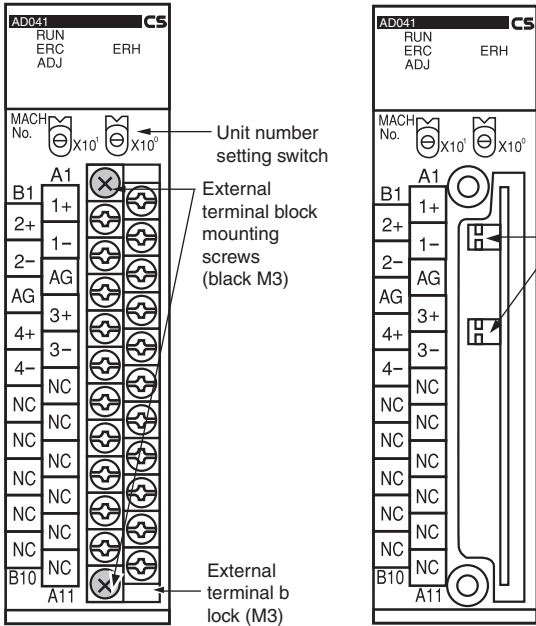 AD041 CS
RUN
ERC ERH
ADJ
MACH
No. X10¹ X10⁰
A1
B1
1+
2+
1−
2−
AG
AG
3+
4+
3−
4−
NC
NC
NC
NC
NC
NC
NC
NC
NC
NC
NC
B10
A11
Unit number
setting switch
External
terminal block
mounting
screws
(black M3)
External
terminal b
lock (M3)
AD041 CS
RUN
ERC ERH
ADJ
MACH
No. X10¹ X10⁰
A1
B1
1+
2+
1−
2−
AG
AG
3+
4+
3−
4−
NC
NC
NC
NC
NC
NC
NC
NC
NC
NC
NC
B10
A11